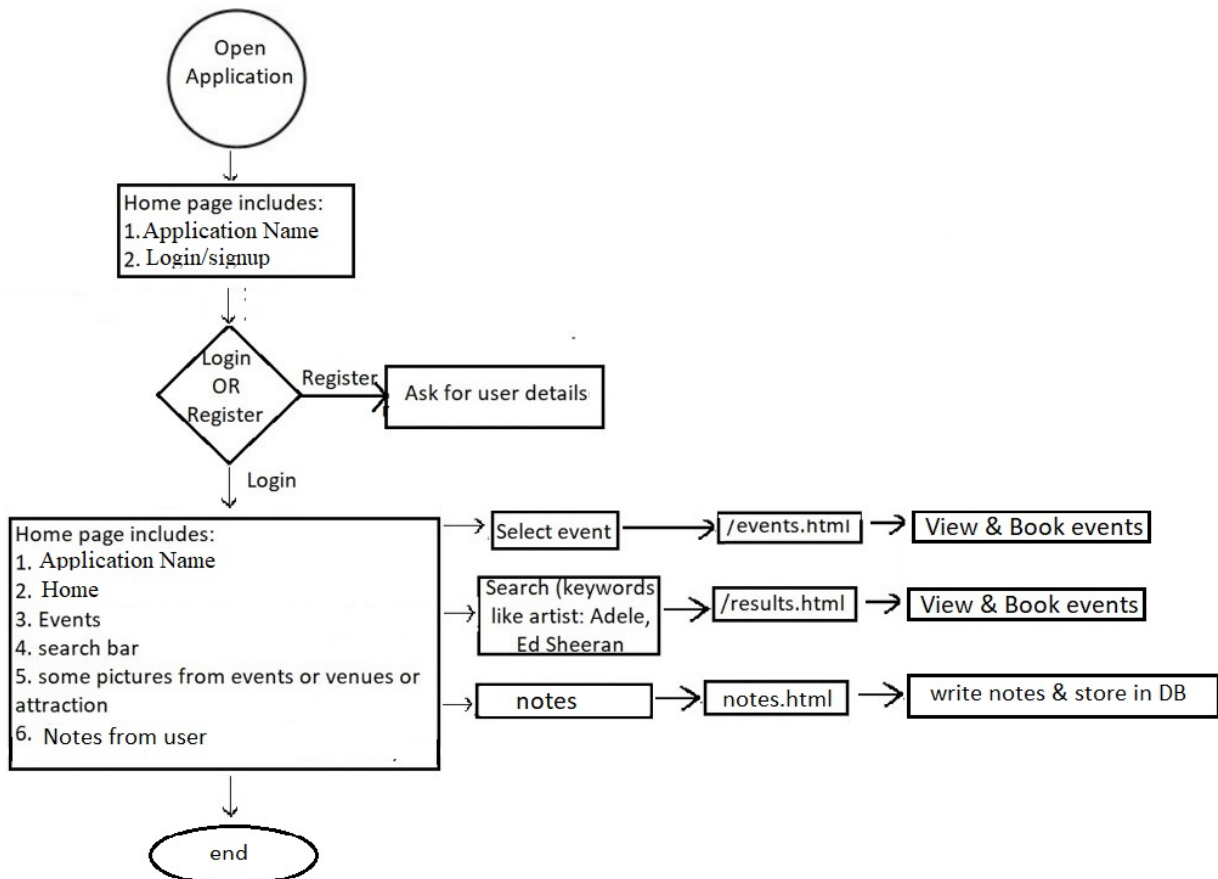 Open
Application
Home page includes:
1. Application Name
2. Login/signup
Login
OR
Register
Register
Ask for user details
Login
Home page includes:
1. Application Name
2. Home
3. Events
4. search bar
5. some pictures from events or venues or
attraction
6. Notes from user
Select event
/events.html
View & Book events
Search (keywords
like artist: Adele,
Ed Sheeran
/results.html
View & Book events
notes
notes.html
write notes & store in DB
end